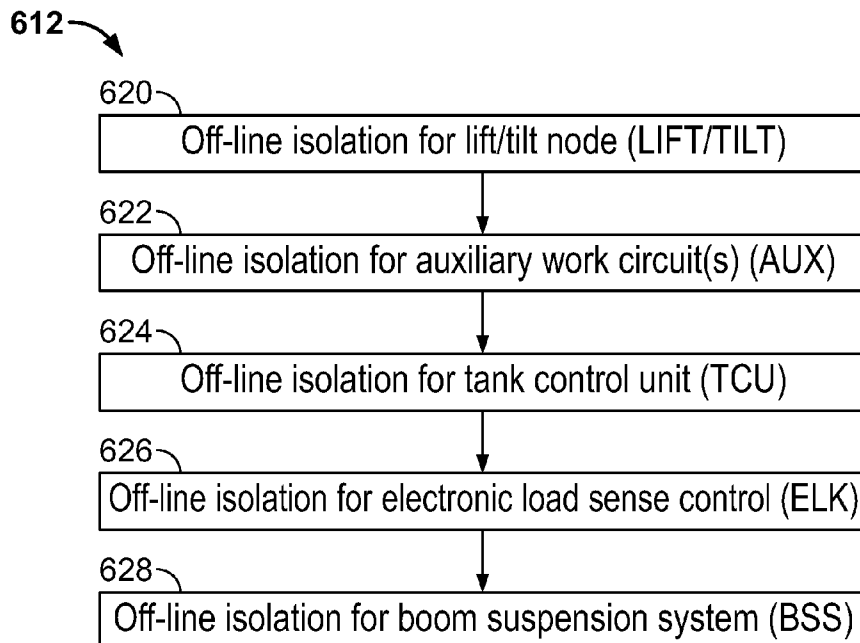 612
620
Off-line isolation for lift/tilt node (LIFT/TILT)
622
Off-line isolation for auxiliary work circuit(s) (AUX)
624
Off-line isolation for tank control unit (TCU)
626
Off-line isolation for electronic load sense control (ELK)
628
Off-line isolation for boom suspension system (BSS)